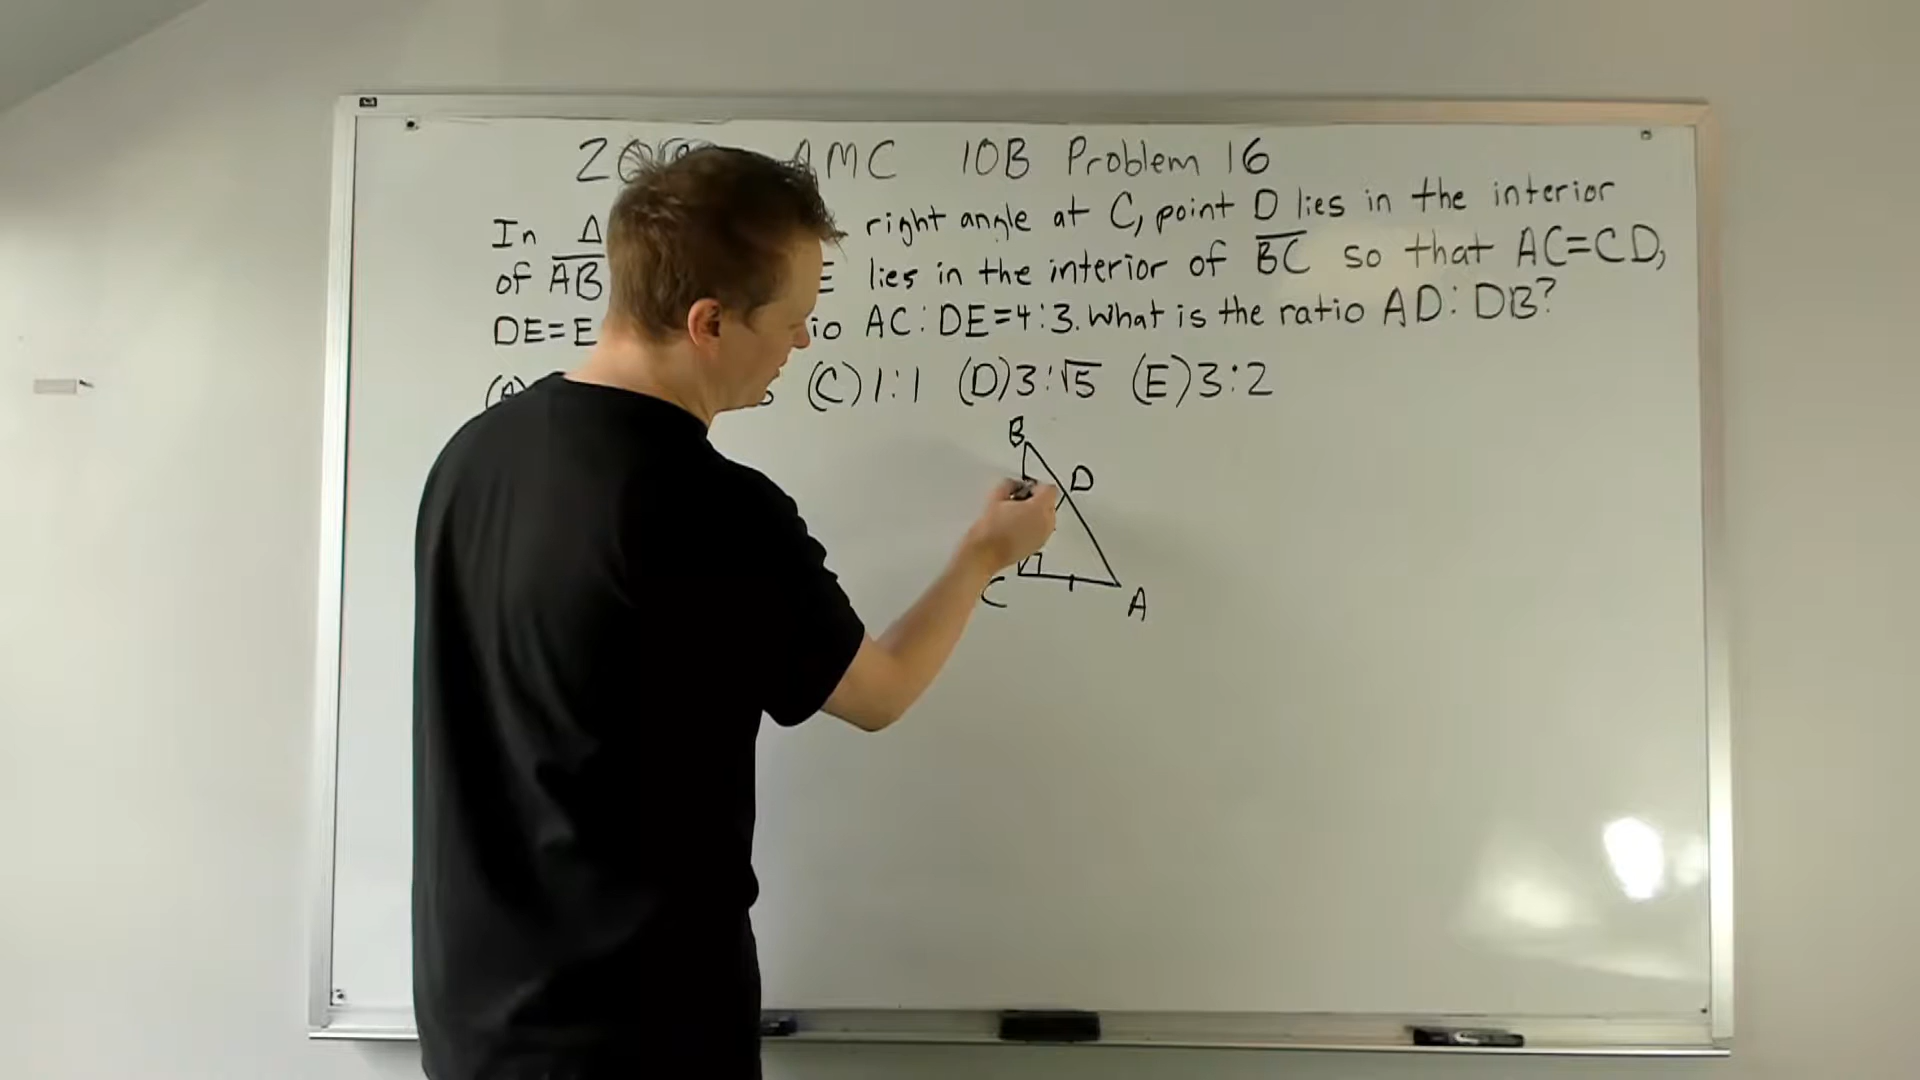 AMC 10B Problem 16
In Δ right angle at C, point D lies in the interior
of AB E lies in the interior of BC so that AC=CD,
DE=E io AC:DE=4:3. What is the ratio AD:DB?
(A) (C) 1:1 (D) 3:√5 (E) 3:2
B
D
C
A